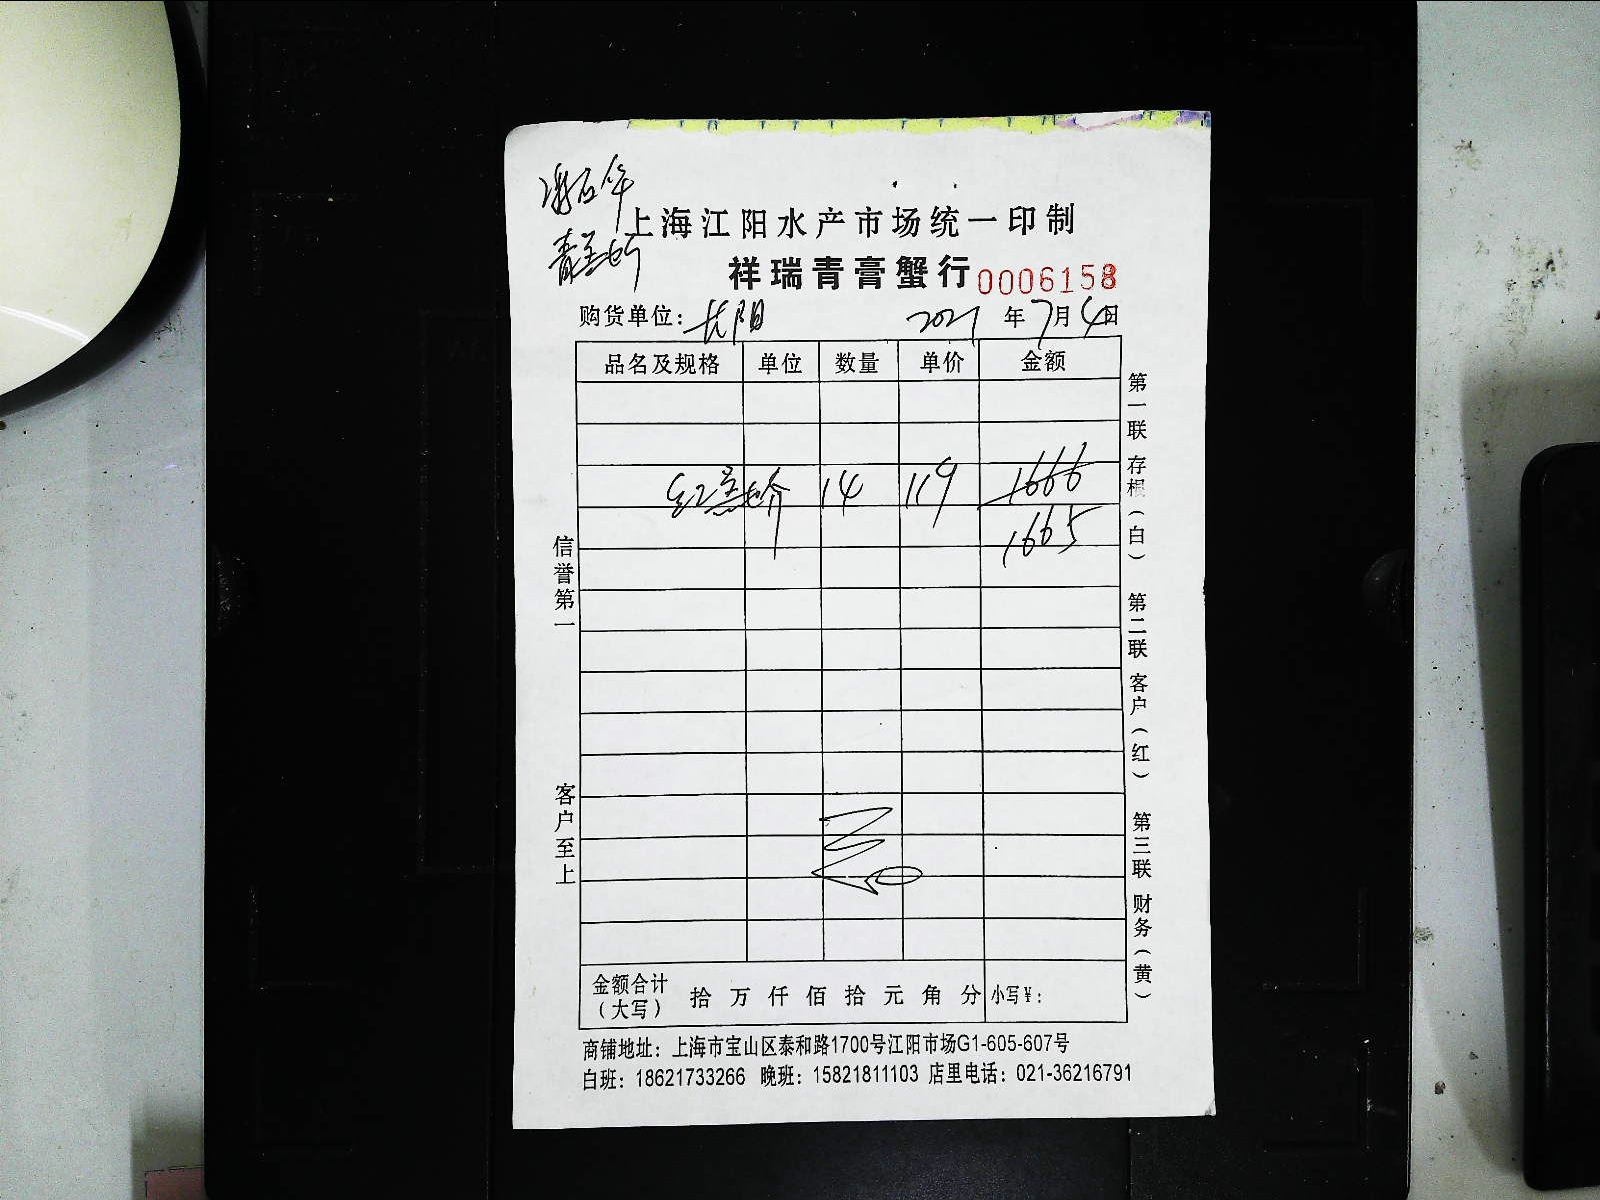 上海江阳水产市场统一印制
祥瑞青膏蟹行 0006158
购货单位: 长阳 2021 年 7 月 4 日
品名及规格 单位 数量 单价 金额
14 119 1666
1665
金额合计
(大写) 拾 万 仟 佰 拾 元 角 分 小写¥:
商铺地址: 上海市宝山区泰和路1700号江阳市场G1-605-607号
白班: 18621733266 晚班: 15821811103 店里电话: 021-36216791
信誉第一
客户至上
第一联 存根(白)
第二联 客户(红)
第三联 财务(黄)